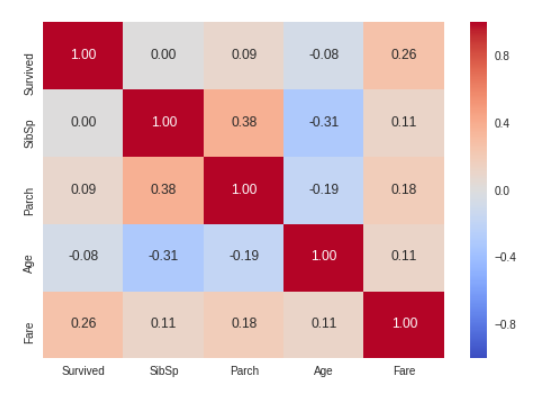 Survived 1.00 0.00 0.09 -0.08 0.26
SibSp 0.00 1.00 0.38 -0.31 0.11
Parch 0.09 0.38 1.00 -0.19 0.18
Age -0.08 -0.31 -0.19 1.00 0.11
Fare 0.26 0.11 0.18 0.11 1.00
Survived SibSp Parch Age Fare
0.8
0.4
0.0
−0.4
−0.8